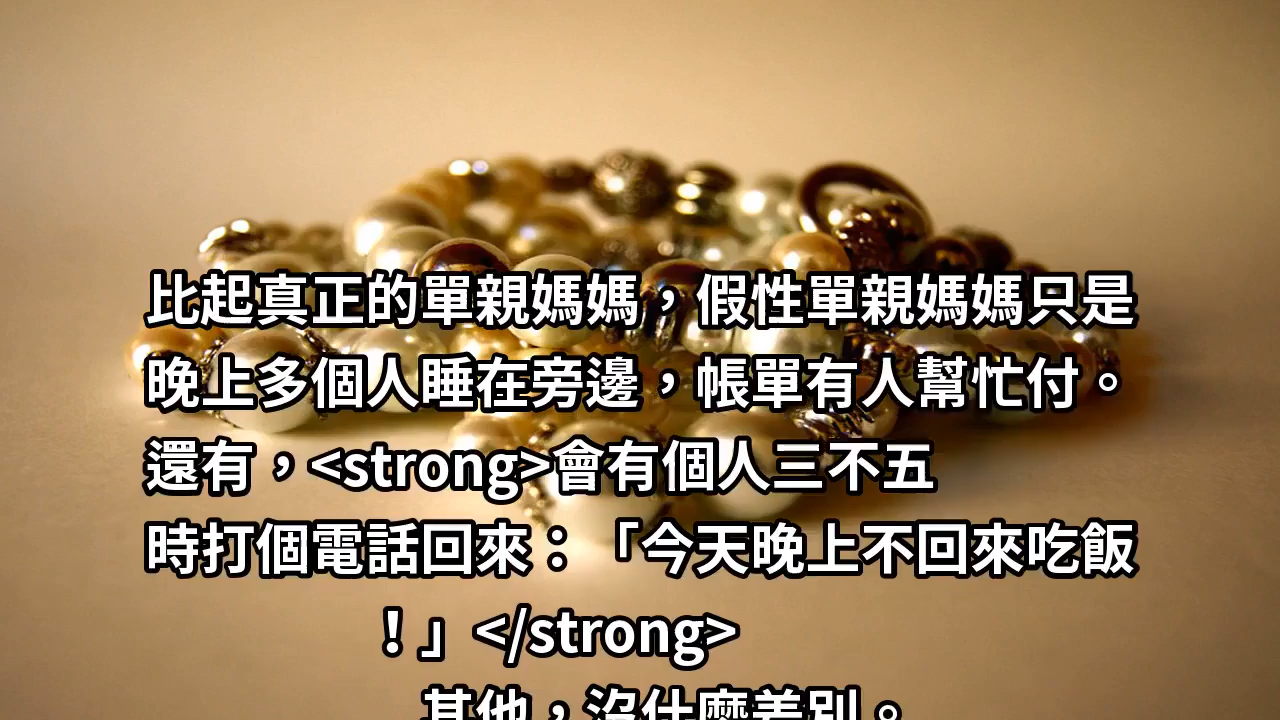 比起真正的單親媽媽，假性單親媽媽只是
晚上多個人睡在旁邊，帳單有人幫忙付。
還有，<strong>會有個人三不五
時打個電話回來：「今天晚上不回來吃飯
！」</strong>
其他，沒什麼差別。